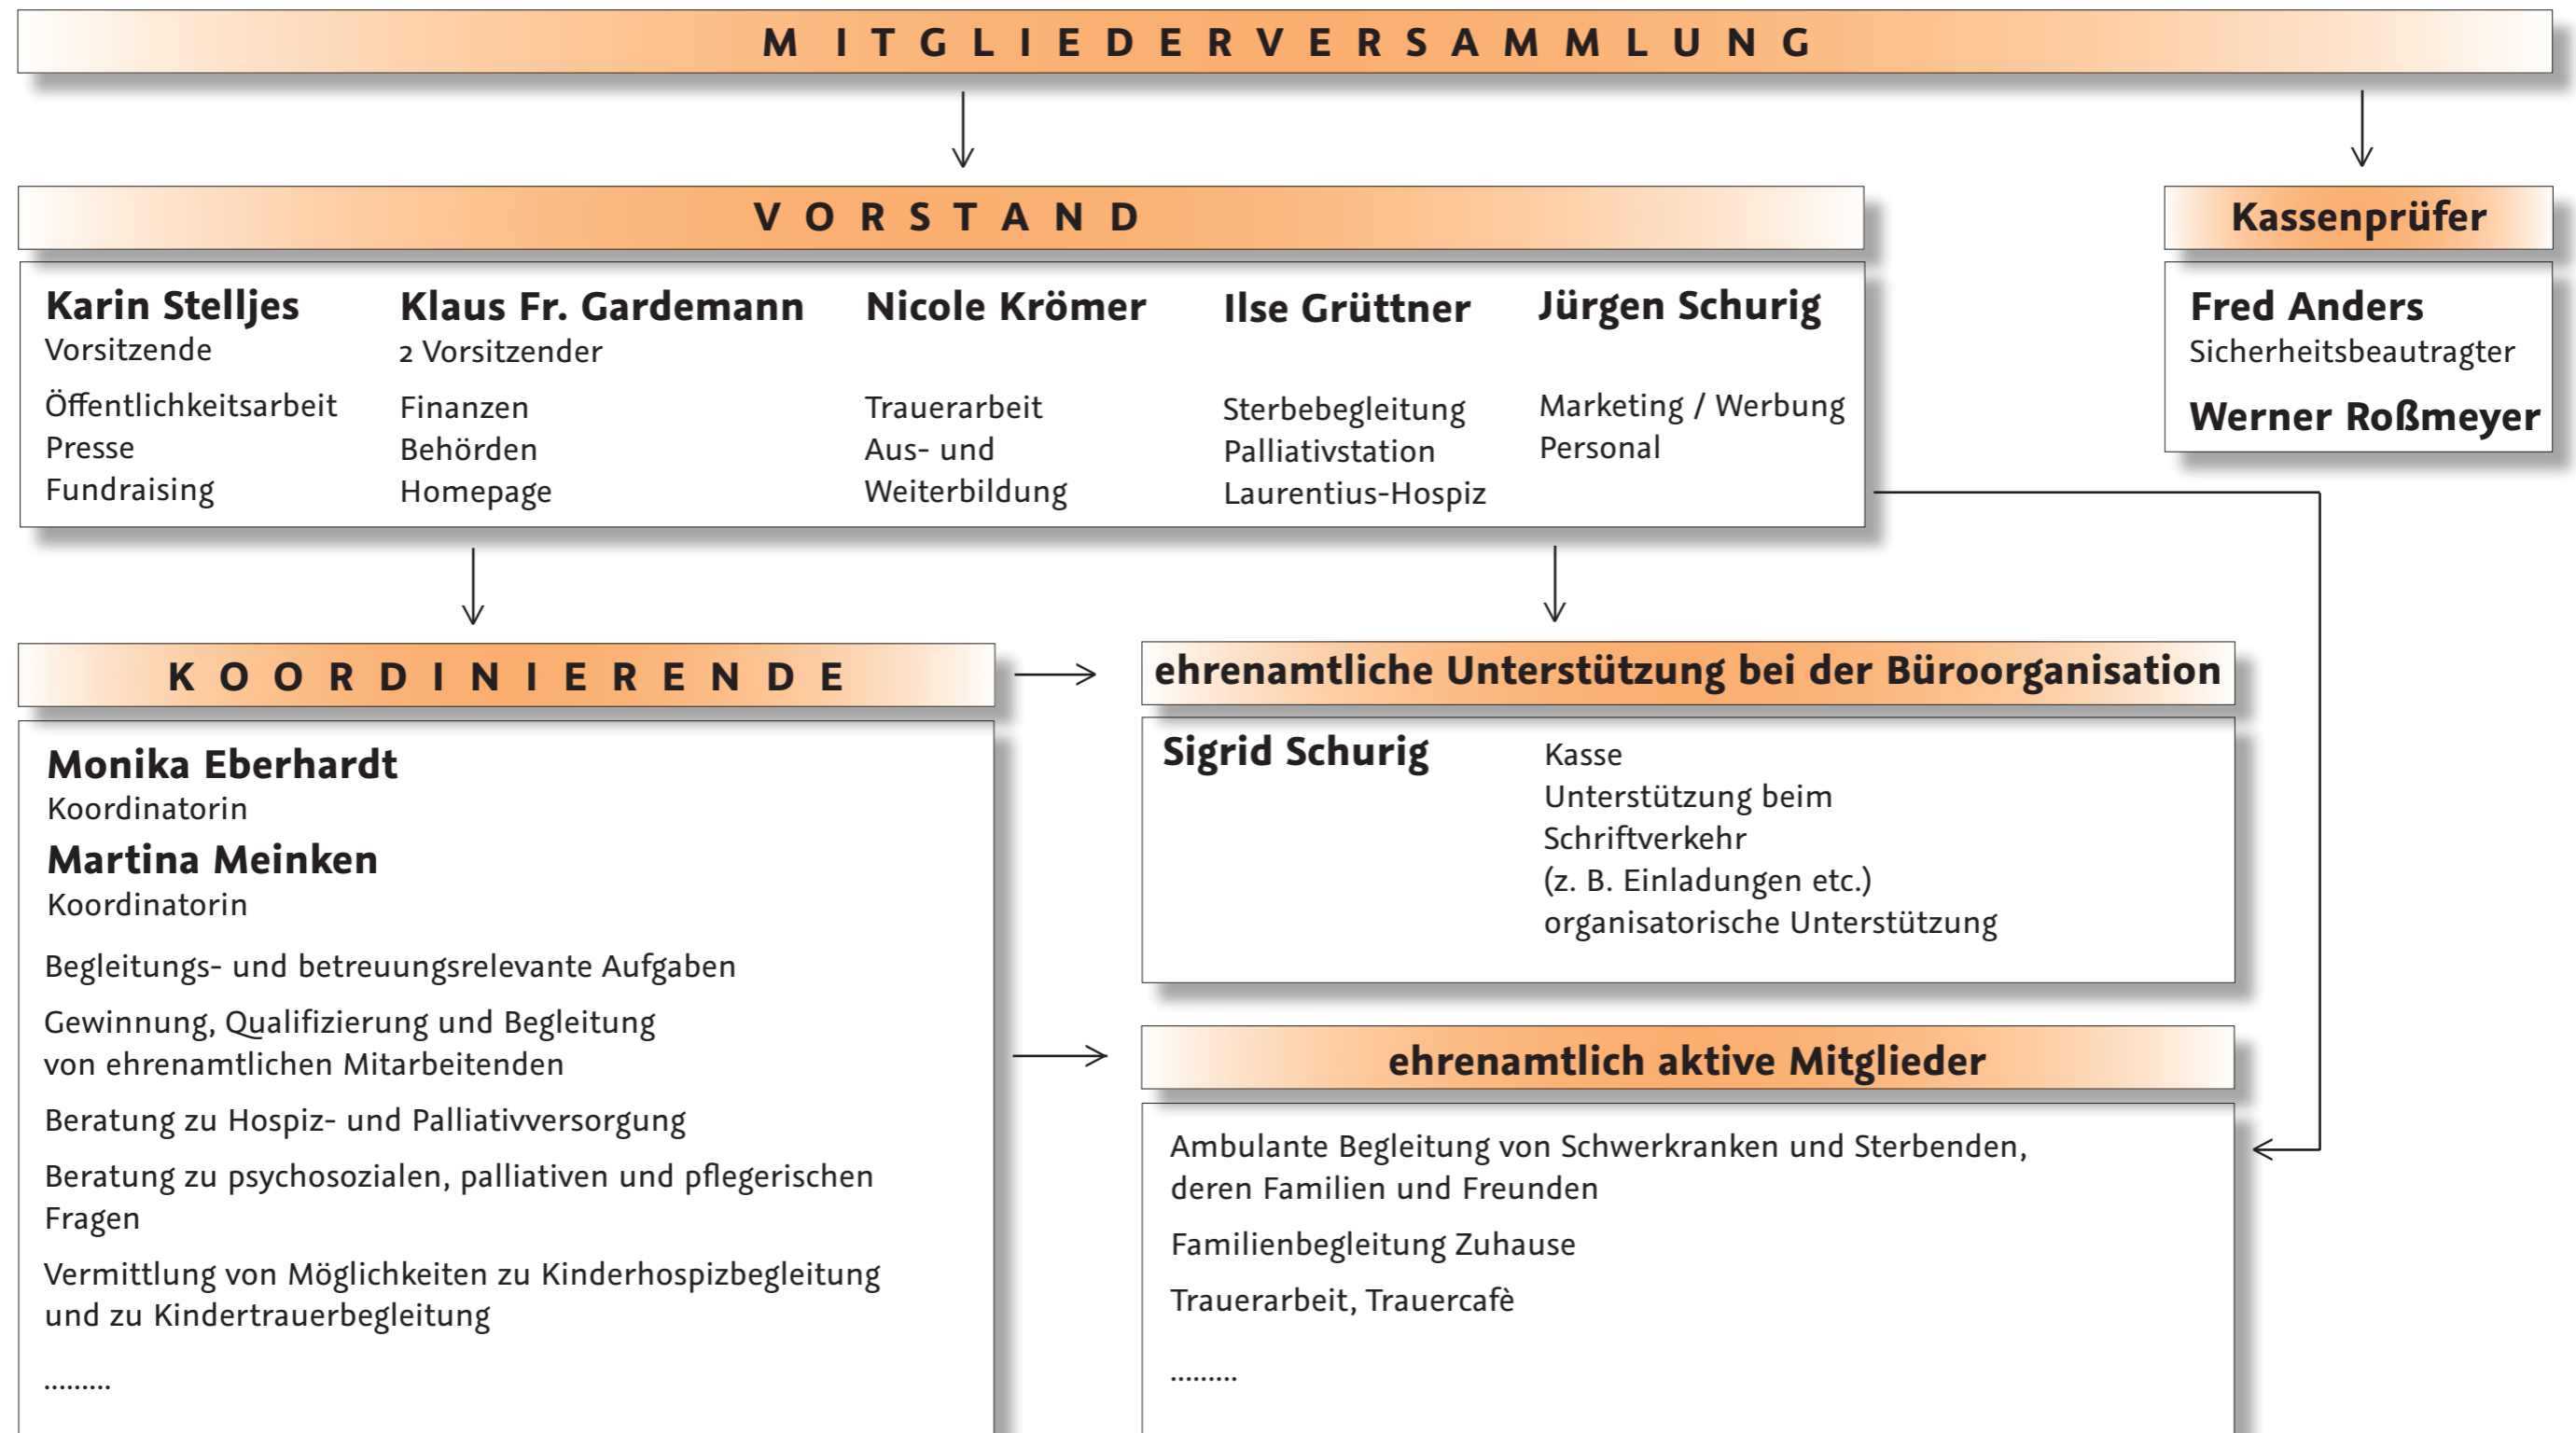 MITGLIEDERVERSAMMLUNG
VORSTAND
Karin Stelljes
Vorsitzende
Öffentlichkeitsarbeit
Presse
Fundraising
Klaus Fr. Gardemann
2 Vorsitzender
Finanzen
Behörden
Homepage
Nicole Krömer
Trauerarbeit
Aus- und
Weiterbildung
Ilse Grüttner
Sterbebegleitung
Palliativstation
Laurentius-Hospiz
Jürgen Schurig
Marketing / Werbung
Personal
Kassenprüfer
Fred Anders
Sicherheitsbeautragter
Werner Roßmeyer
KOORDINIERENDE
Monika Eberhardt
Koordinatorin
Martina Meinken
Koordinatorin
Begleitungs- und betreuungsrelevante Aufgaben
Gewinnung, Qualifizierung und Begleitung
von ehrenamtlichen Mitarbeitenden
Beratung zu Hospiz- und Palliativversorgung
Beratung zu psychosozialen, palliativen und pflegerischen
Fragen
Vermittlung von Möglichkeiten zu Kinderhospizbegleitung
und zu Kindertrauerbegleitung
.........
ehrenamtliche Unterstützung bei der Büroorganisation
Sigrid Schurig
Kasse
Unterstützung beim
Schriftverkehr
(z. B. Einladungen etc.)
organisatorische Unterstützung
ehrenamtlich aktive Mitglieder
Ambulante Begleitung von Schwerkranken und Sterbenden,
deren Familien und Freunden
Familienbegleitung Zuhause
Trauerarbeit, Trauercafè
.........